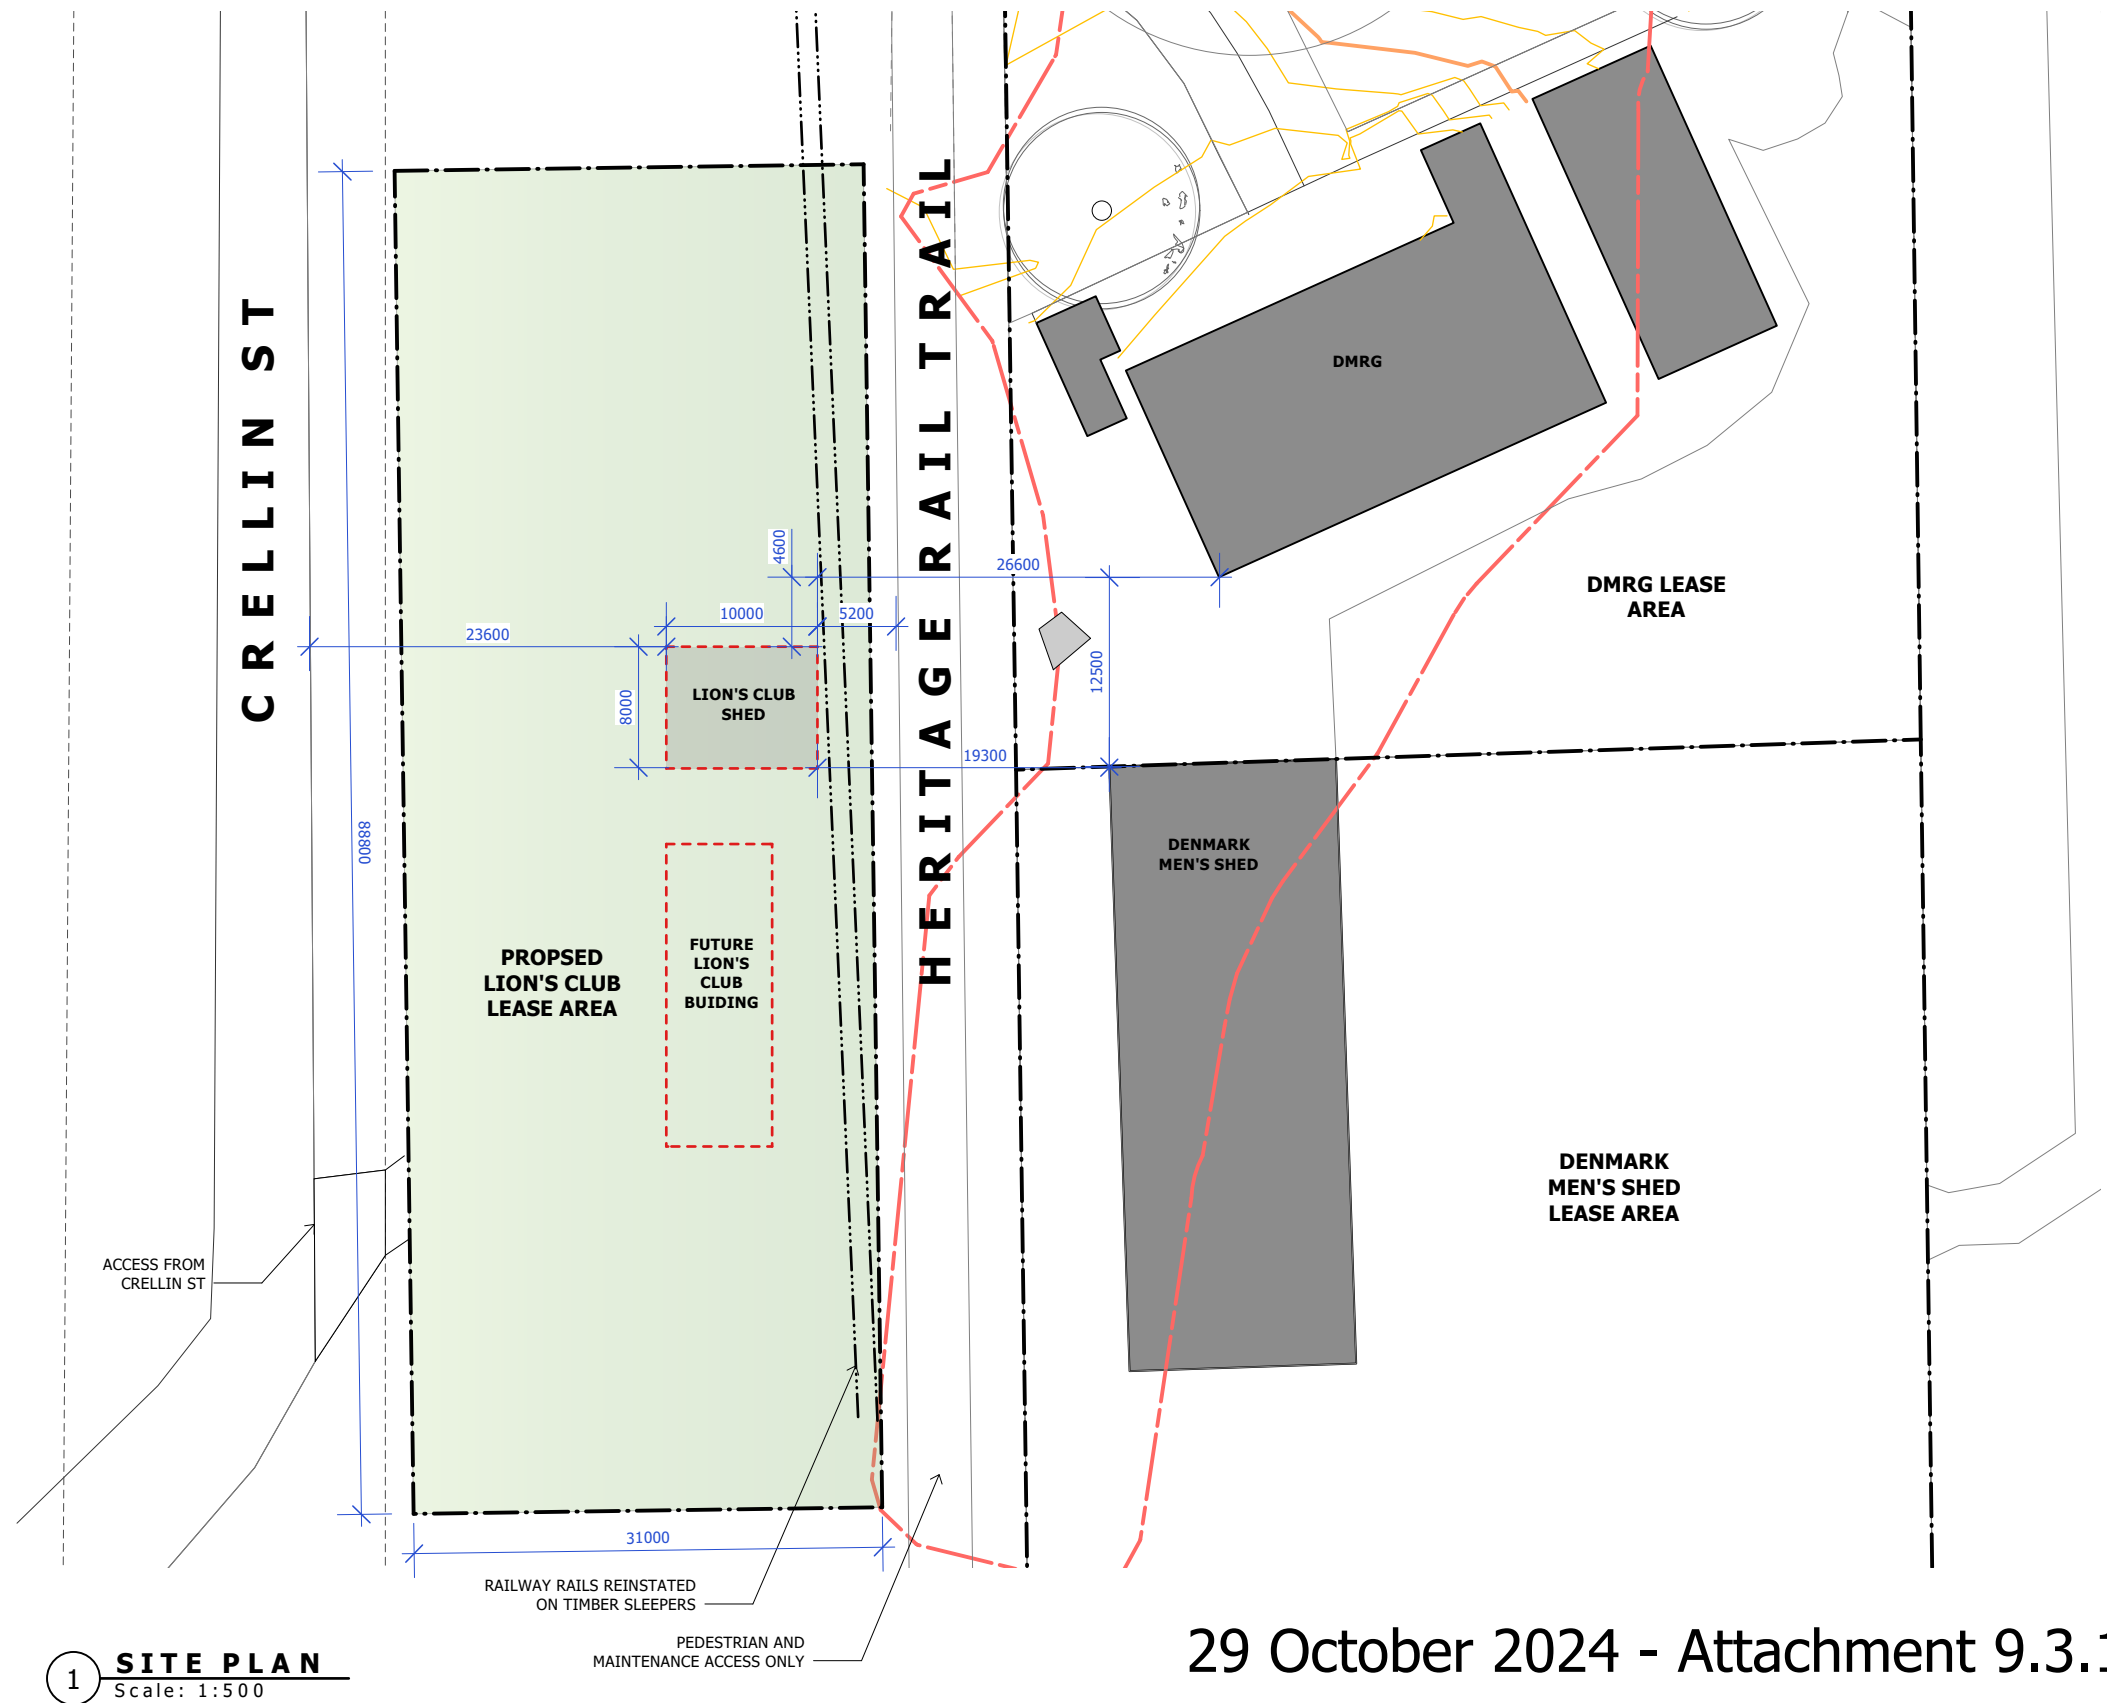 CRELLIN ST
HERITAGE RAIL TRAIL
DMRG
4600
26600
DMRG LEASE
AREA
10000
5200
23600
12500
8000
LION'S CLUB
SHED
19300
88800
DENMARK
MEN'S SHED
PROPSED
LION'S CLUB
LEASE AREA
FUTURE
LION'S
CLUB
BUIDING
DENMARK
MEN'S SHED
LEASE AREA
ACCESS FROM
CRELLIN ST
31000
RAILWAY RAILS REINSTATED
ON TIMBER SLEEPERS
PEDESTRIAN AND
MAINTENANCE ACCESS ONLY
1
SITE PLAN
Scale: 1:500
29 October 2024 - Attachment 9.3.1